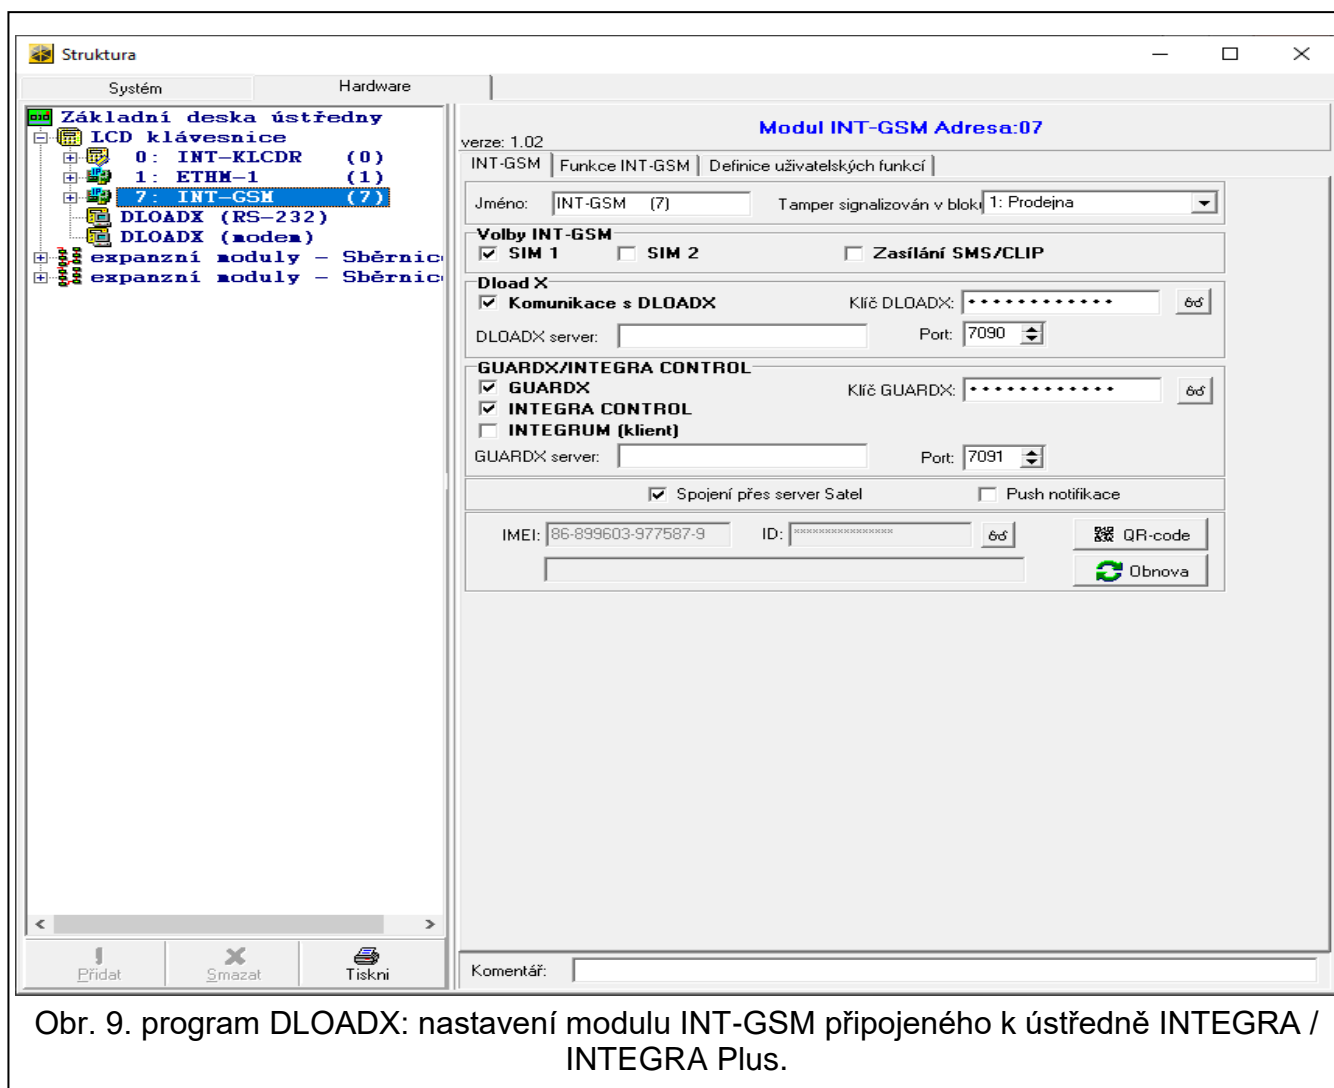 Struktura
Systém
Hardware
Základní deska ústředny
LCD klávesnice
0: INT-KLCDR (0)
1: ETHM-1 (1)
7: INT-GSM (7)
DLOADX (RS-232)
DLOADX (modem)
expanzní moduly - Sběrnic
expanzní moduly - Sběrnic
Přidat
Smazat
Tiskni
Modul INT-GSM Adresa:07
verze: 1.02
INT-GSM
Funkce INT-GSM
Definice uživatelských funkcí
Jméno: INT-GSM (7) Tamper signalizován v bloku 1: Prodejna
Volby INT-GSM
SIM 1 SIM 2 Zasílání SMS/CLIP
Dload X
Komunikace s DLOADX Klíč DLOADX: ••••••••••••
DLOADX server: Port: 7090
GUARDX/INTEGRA CONTROL
GUARDX Klíč GUARDX: ••••••••••••
INTEGRA CONTROL
INTEGRUM (klient)
GUARDX server: Port: 7091
Spojení přes server Satel Push notifikace
IMEI: 86-899603-977587-9 ID: ****************  QR-code
Obnova
Komentář:
Obr. 9. program DLOADX: nastavení modulu INT-GSM připojeného k ústředně INTEGRA /
INTEGRA Plus.